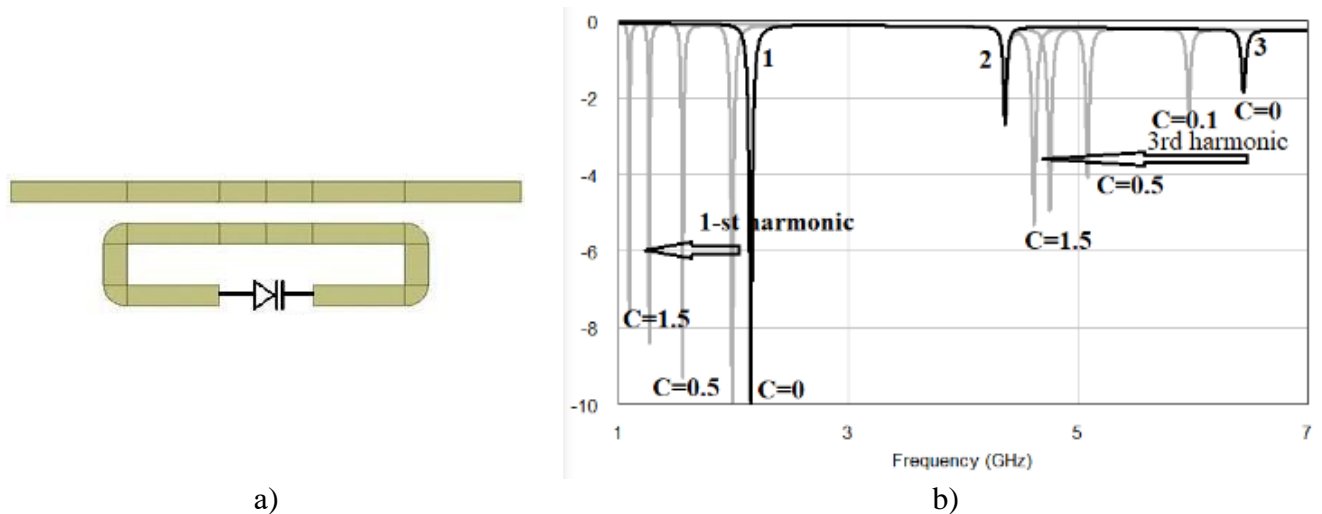 0
-2
-4
-6
-8
-10
1
2
3
C=0.1
C=0
3rd harmonic
C=0.5
C=1.5
1-st harmonic
C=1.5
C=0.5
C=0
1
3
5
7
Frequency (GHz)
a)
b)